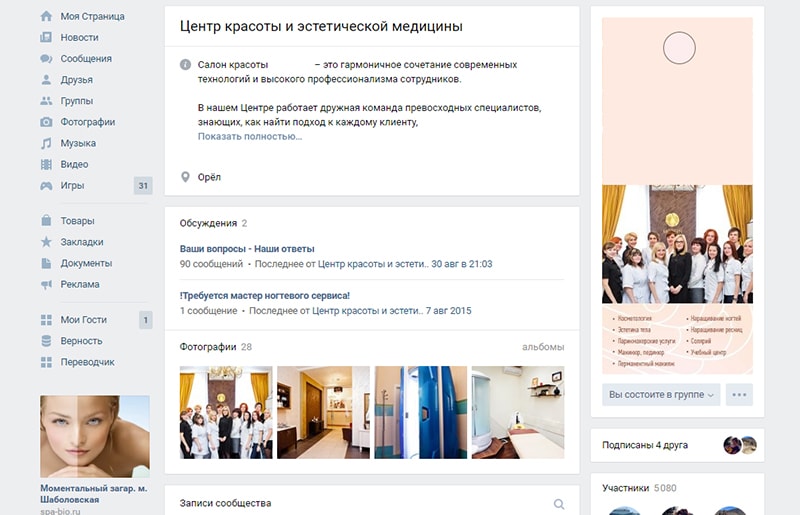 Моя Страница
Новости
Сообщения
Друзья
Группы
Фотографии
Музыка
Видео
Игры 31
Товары
Закладки
Документы
Реклама
Мои Гости 1
Верность
Переводчик
Моментальный загар. м.
Шаболовская
spa-bio.ru
Центр красоты и эстетической медицины
Салон красоты – это гармоничное сочетание современных
технологий и высокого профессионализма сотрудников.
В нашем Центре работает дружная команда превосходных специалистов,
знающих, как найти подход к каждому клиенту,
Показать полностью...
Орёл
Обсуждения 2
Ваши вопросы - Наши ответы
90 сообщений • Последнее от Центр красоты и эстети.. 30 авг в 21:03
!Требуется мастер ногтевого сервиса!
1 сообщение • Последнее от Центр красоты и эстети.. 7 авг 2015
Фотографии 28 альбомы
Записи сообщества
• Косметология
• Эстетика тела
• Парикмахерские услуги
• Маникюр, педикюр
• Перманентный макияж
• Наращивание ногтей
• Наращивание ресниц
• Солярий
• Учебный центр
Вы состоите в группе
Подписаны 4 друга
Участники 5 080